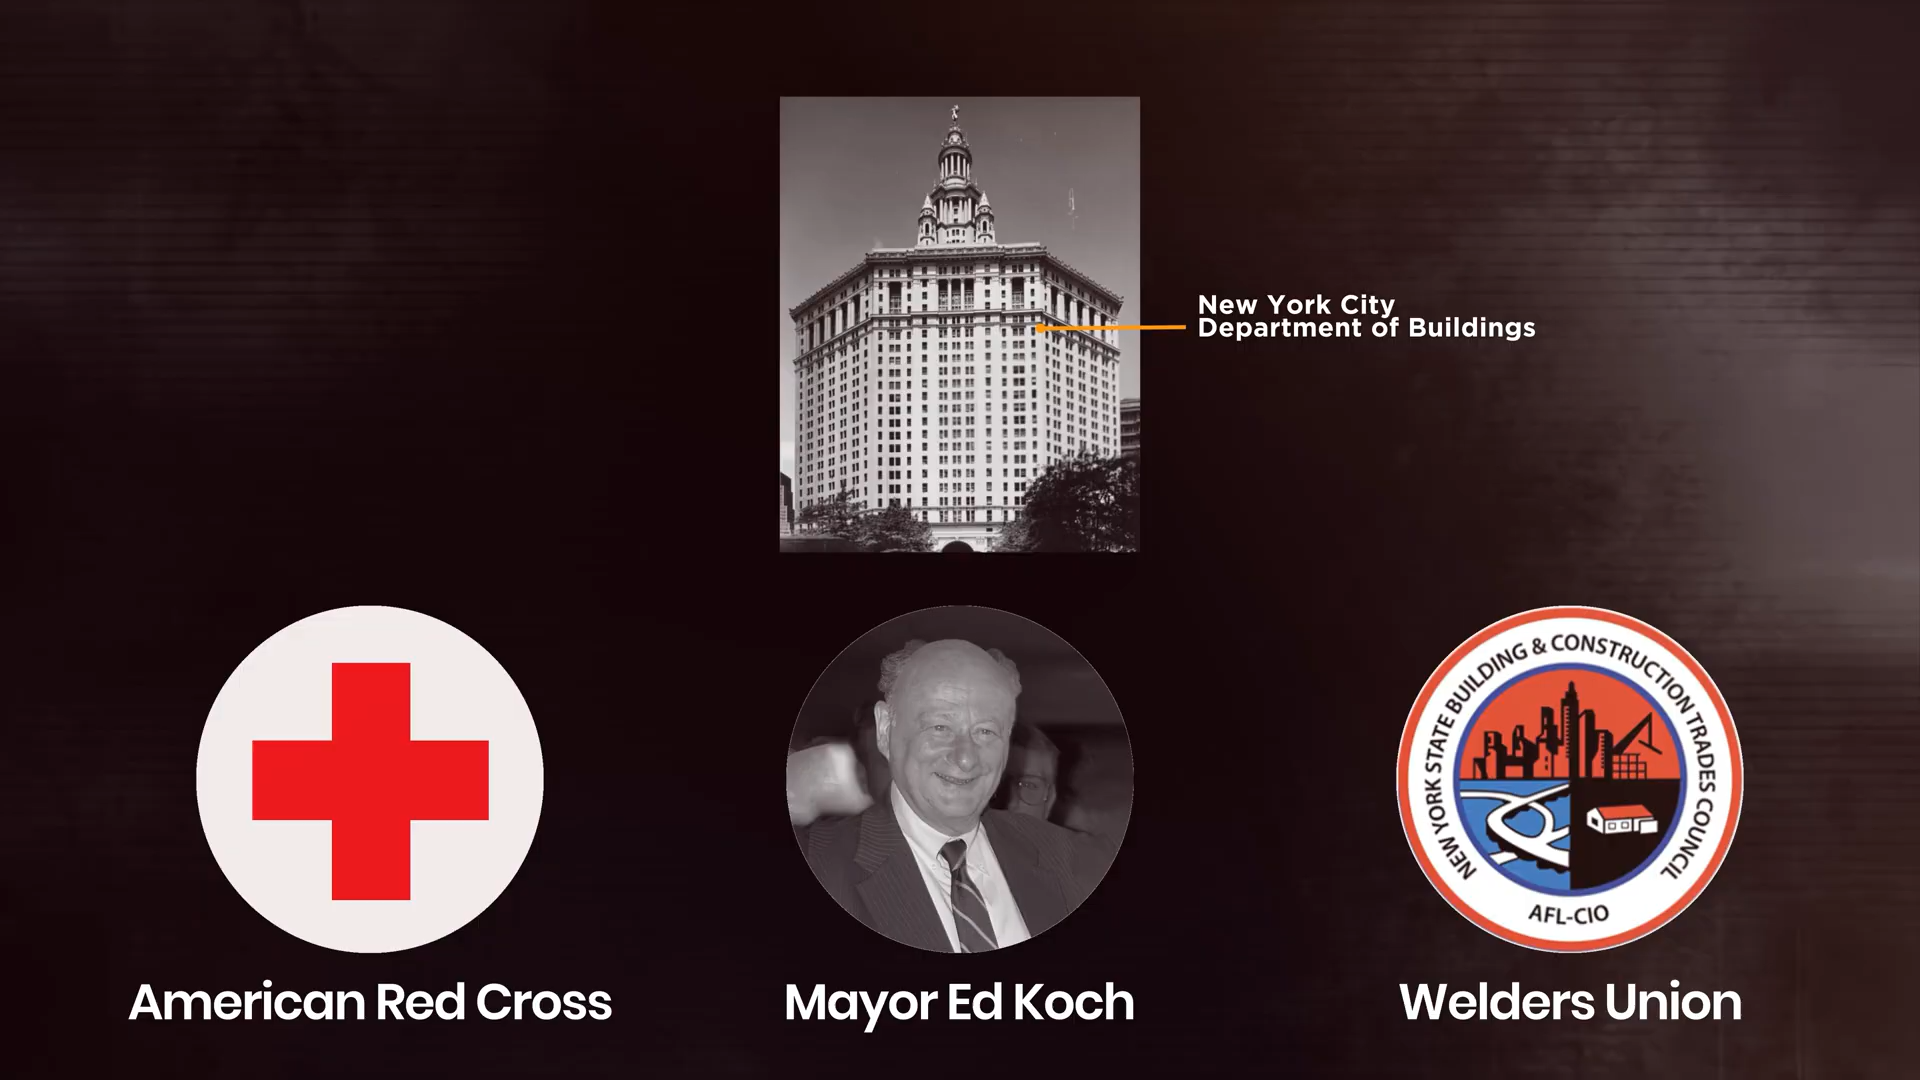 New York City
Department of Buildings
NEW YORK STATE BUILDING & CONSTRUCTION TRADES COUNCIL
AFL-CIO
American Red Cross
Mayor Ed Koch
Welders Union